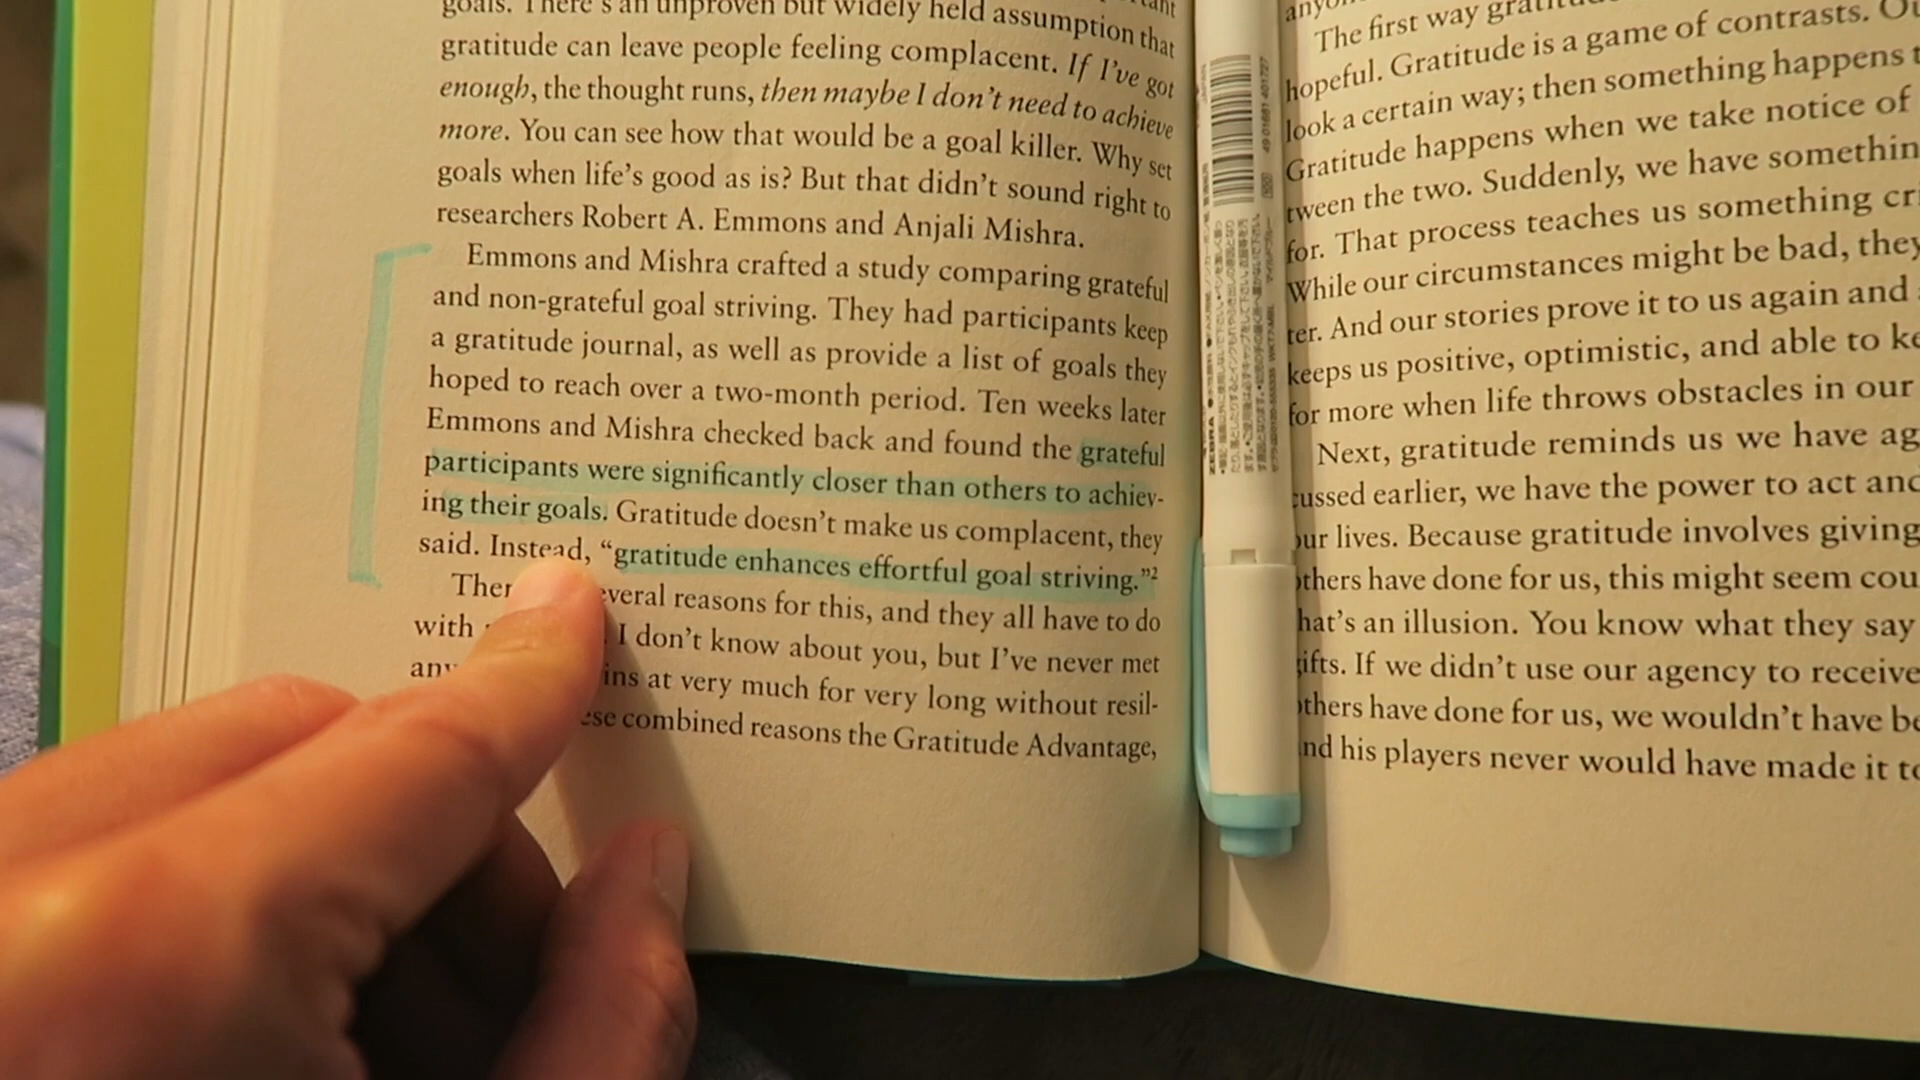 goals. There's an unproven but widely held assumption that
gratitude can leave people feeling complacent. If I've got
enough, the thought runs, then maybe I don't need to achieve
more. You can see how that would be a goal killer. Why set
goals when life's good as is? But that didn't sound right to
researchers Robert A. Emmons and Anjali Mishra.
Emmons and Mishra crafted a study comparing grateful
and non-grateful goal striving. They had participants keep
a gratitude journal, as well as provide a list of goals they
hoped to reach over a two-month period. Ten weeks later
Emmons and Mishra checked back and found the grateful
participants were significantly closer than others to achiev-
ing their goals. Gratitude doesn't make us complacent, they
said. Instead, “gratitude enhances effortful goal striving.”2
several reasons for this, and they all have to do
with I don't know about you, but I've never met
at very much for very long without resil-
combined reasons the Gratitude Advantage,
ZEBRA
The first way
hopeful. Gratitude is a game of contrasts.
look a certain way; then something happens
Gratitude happens when we take notice of
tween the two. Suddenly, we have
for. That process teaches us something
While our circumstances might be bad, they
ter. And our stories prove it to us again and
keeps us positive, optimistic, and able to
for more when life throws obstacles in our
Next, gratitude reminds us we have
cussed earlier, we have the power to act
our lives. Because gratitude involves giving
others have done for us, this might seem
that's an illusion. You know what they say
gifts. If we didn't use our agency to receive
others have done for us, we wouldn't have
and his players never would have made it